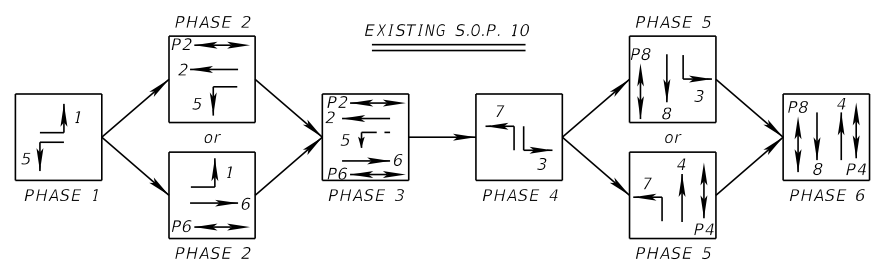 EXISTING S.O.P. 10
1
5
PHASE 1
PHASE 2
P2
2
5
or
1
6
P6
PHASE 2
P2
2
5
6
P6
PHASE 3
7
3
PHASE 4
PHASE 5
P8
8
3
or
7
4
P4
PHASE 5
P8
4
8
P4
PHASE 6